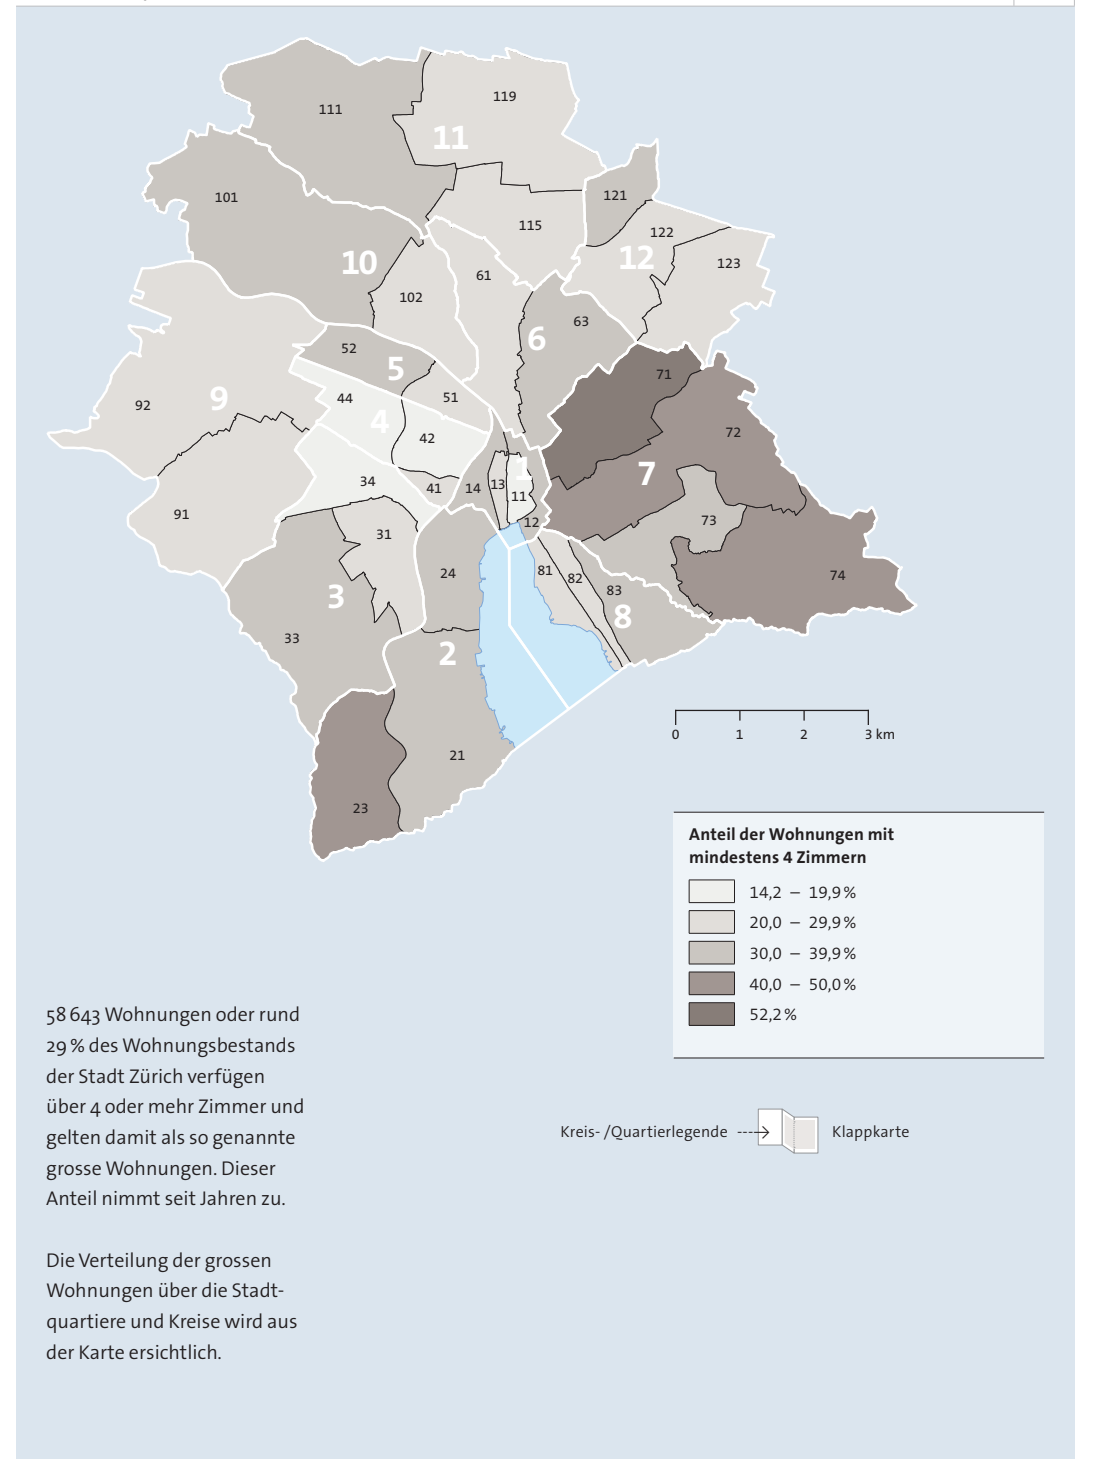 111
119
11
101
121
115
122
10
12
123
61
102
63
52
6
5
71
9
44
51
92
4
72
42
7
1
34
41
14
13
11
91
12
73
31
24
81
82
74
3
83
8
33
2
21
23
0 1 2 3 km
Anteil der Wohnungen mit
mindestens 4 Zimmern
14,2 – 19,9 %
20,0 – 29,9 %
30,0 – 39,9 %
40,0 – 50,0 %
52,2 %
58 643 Wohnungen oder rund
29 % des Wohnungsbestands
der Stadt Zürich verfügen
über 4 oder mehr Zimmer und
gelten damit als so genannte
grosse Wohnungen. Dieser
Anteil nimmt seit Jahren zu.
Die Verteilung der grossen
Wohnungen über die Stadt-
quartiere und Kreise wird aus
der Karte ersichtlich.
Kreis- /Quartierlegende
Klappkarte